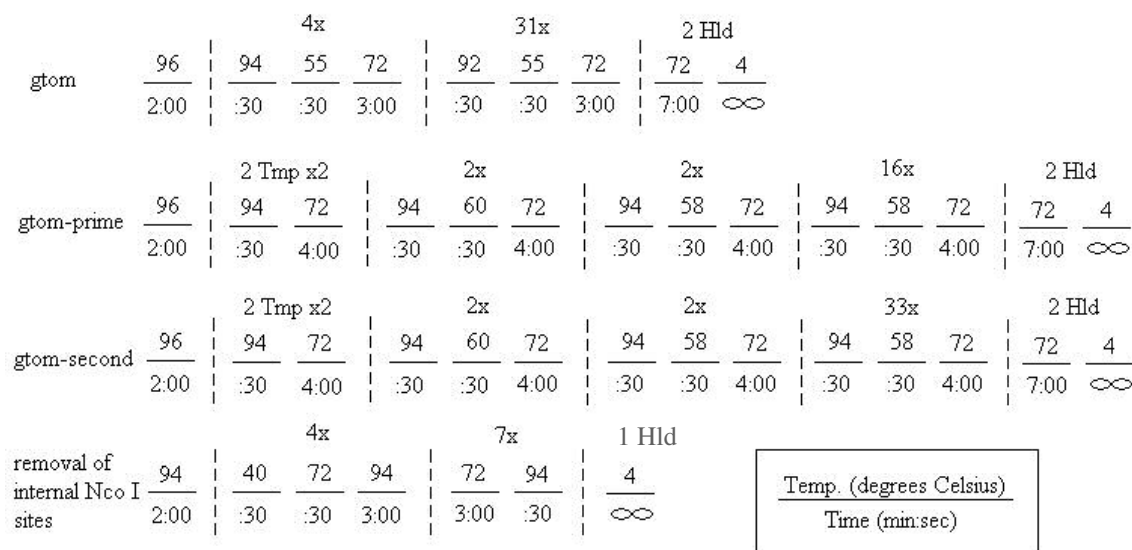 4x 31x 2 Hld
gtom 96 94 55 72 92 55 72 72 4
2:00 :30 :30 3:00 :30 :30 3:00 7:00 ∞
2 Tmp x2 2x 2x 16x 2 Hld
gtom-prime 96 94 72 94 60 72 94 58 72 94 58 72 72 4
2:00 :30 4:00 :30 :30 4:00 :30 :30 4:00 :30 :30 4:00 7:00 ∞
2 Tmp x2 2x 2x 33x 2 Hld
gtom-second 96 94 72 94 60 72 94 58 72 94 58 72 72 4
2:00 :30 4:00 :30 :30 4:00 :30 :30 4:00 :30 :30 4:00 7:00 ∞
4x 7x 1 Hld
removal of
internal Nco I
sites
94 40 72 94 72 94 4
2:00 :30 :30 3:00 3:00 :30 ∞
Temp. (degrees Celsius)
Time (min:sec)